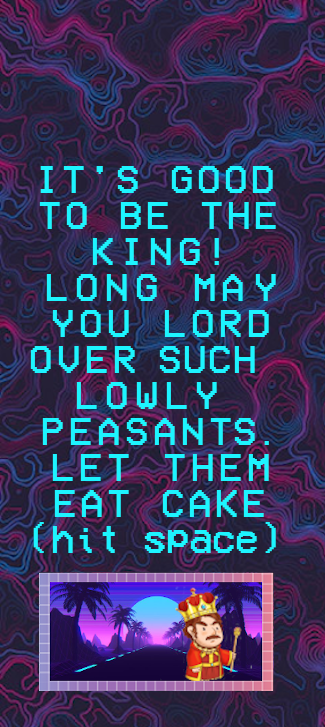 IT'S GOOD
TO BE THE
KING!
LONG MAY
YOU LORD
OVER SUCH
LOWLY
PEASANTS.
LET THEM
EAT CAKE
(hit space)